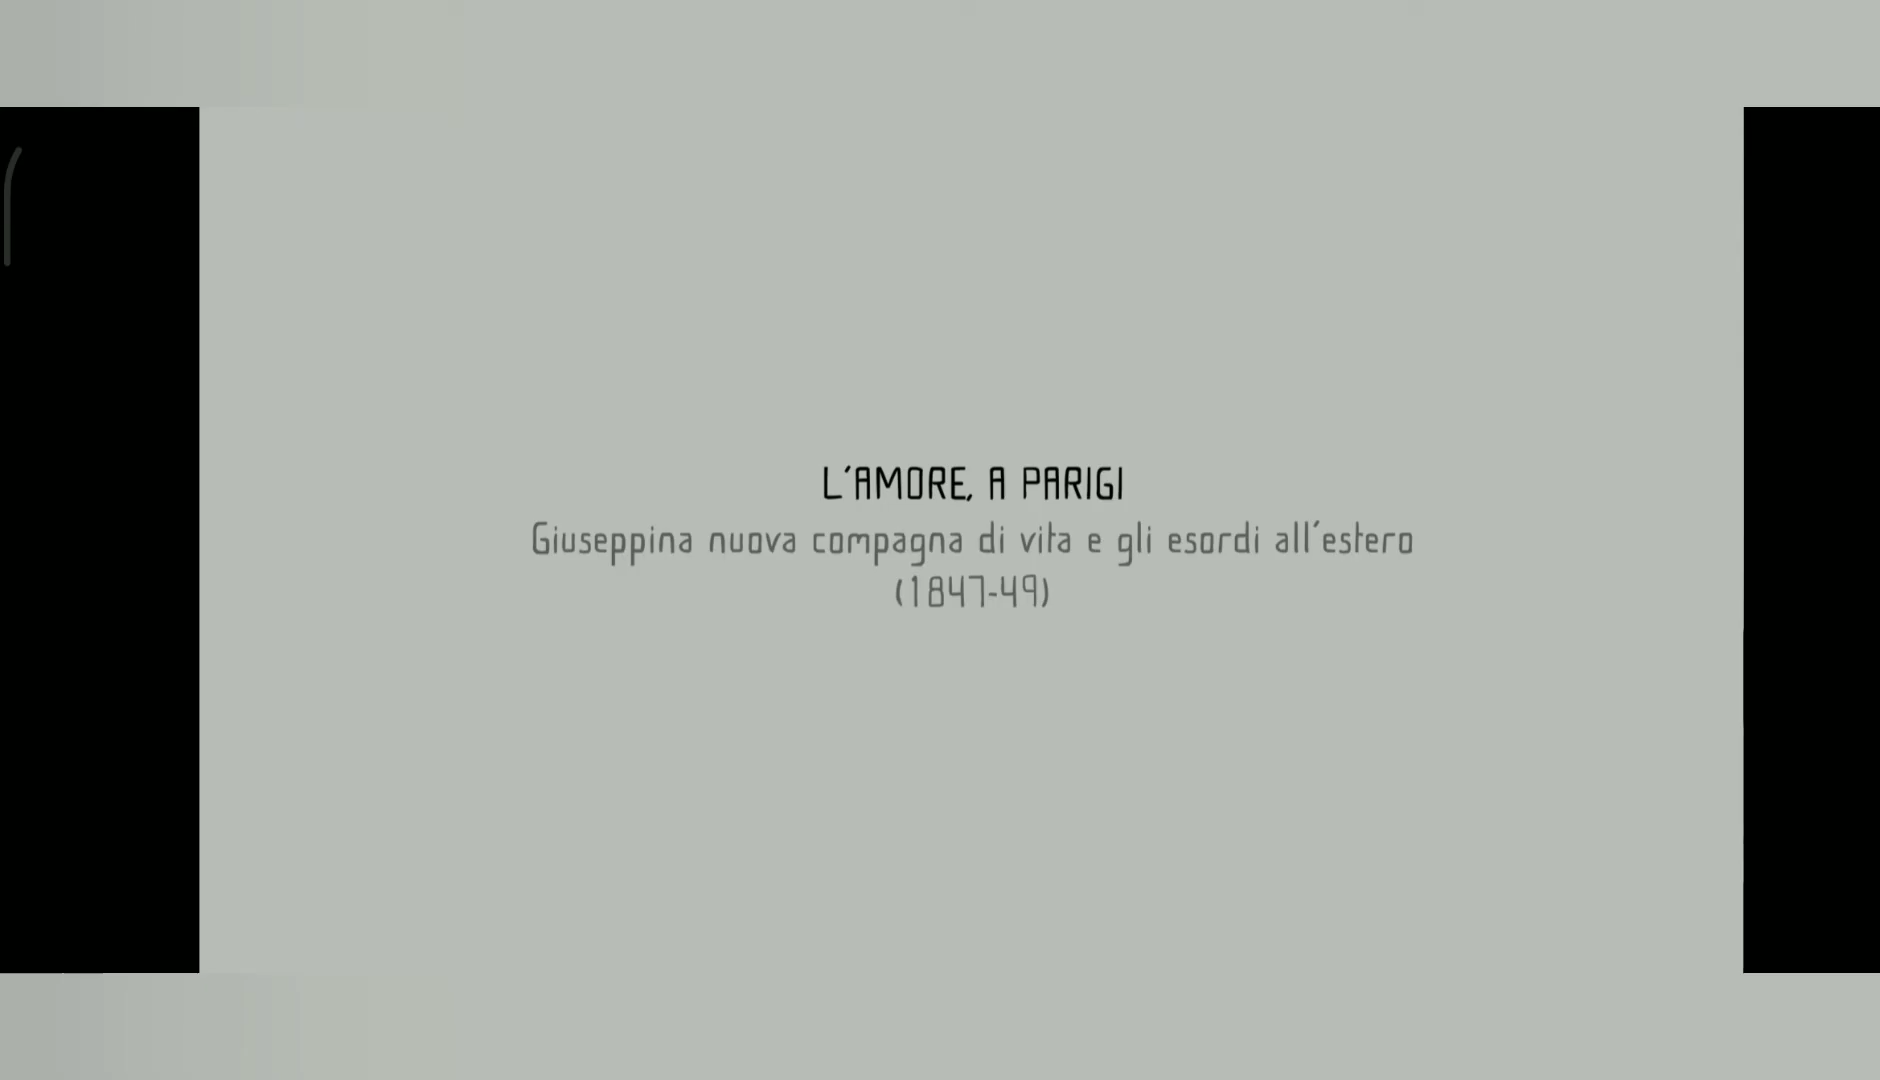 L'AMORE, A PARIGI
Giuseppina nuova compagna di vita e gli esordi all'estero
(1847-49)